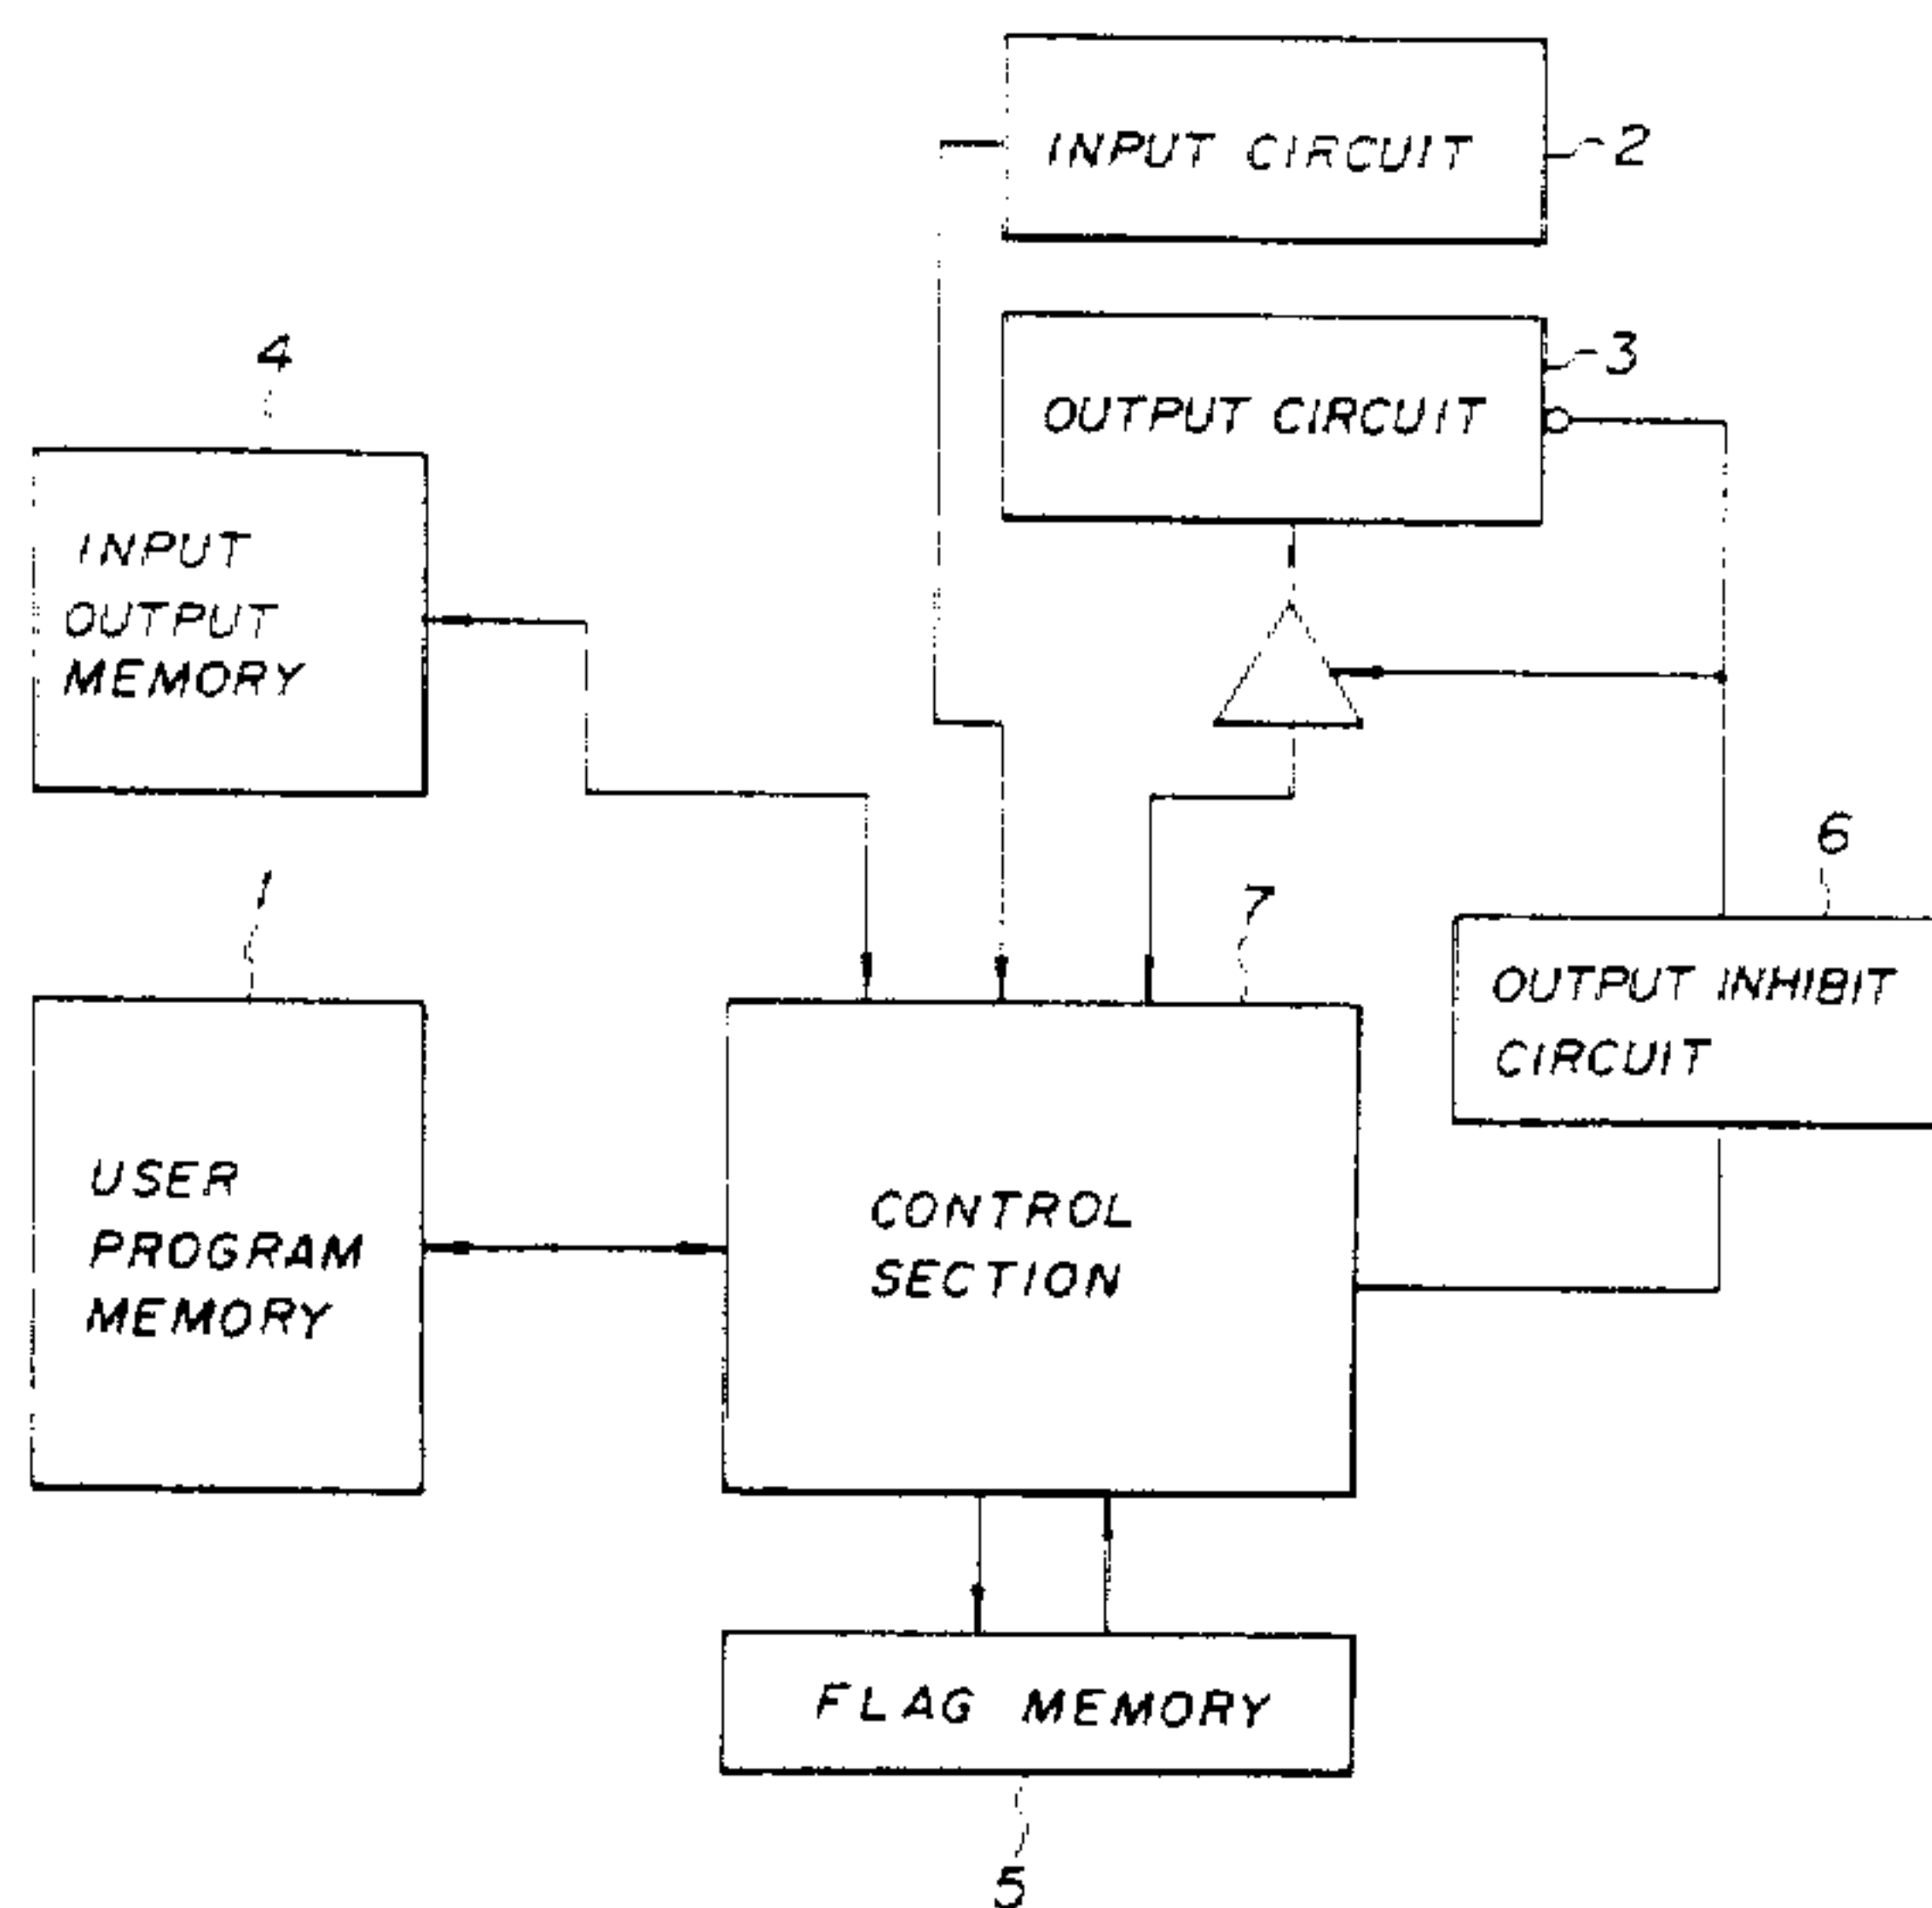 INPUT CIRCUIT
2
OUTPUT CIRCUIT
3
4
INPUT
OUTPUT
MEMORY
1
USER
PROGRAM
MEMORY
7
CONTROL
SECTION
6
OUTPUT INHIBIT
CIRCUIT
FLAG MEMORY
5